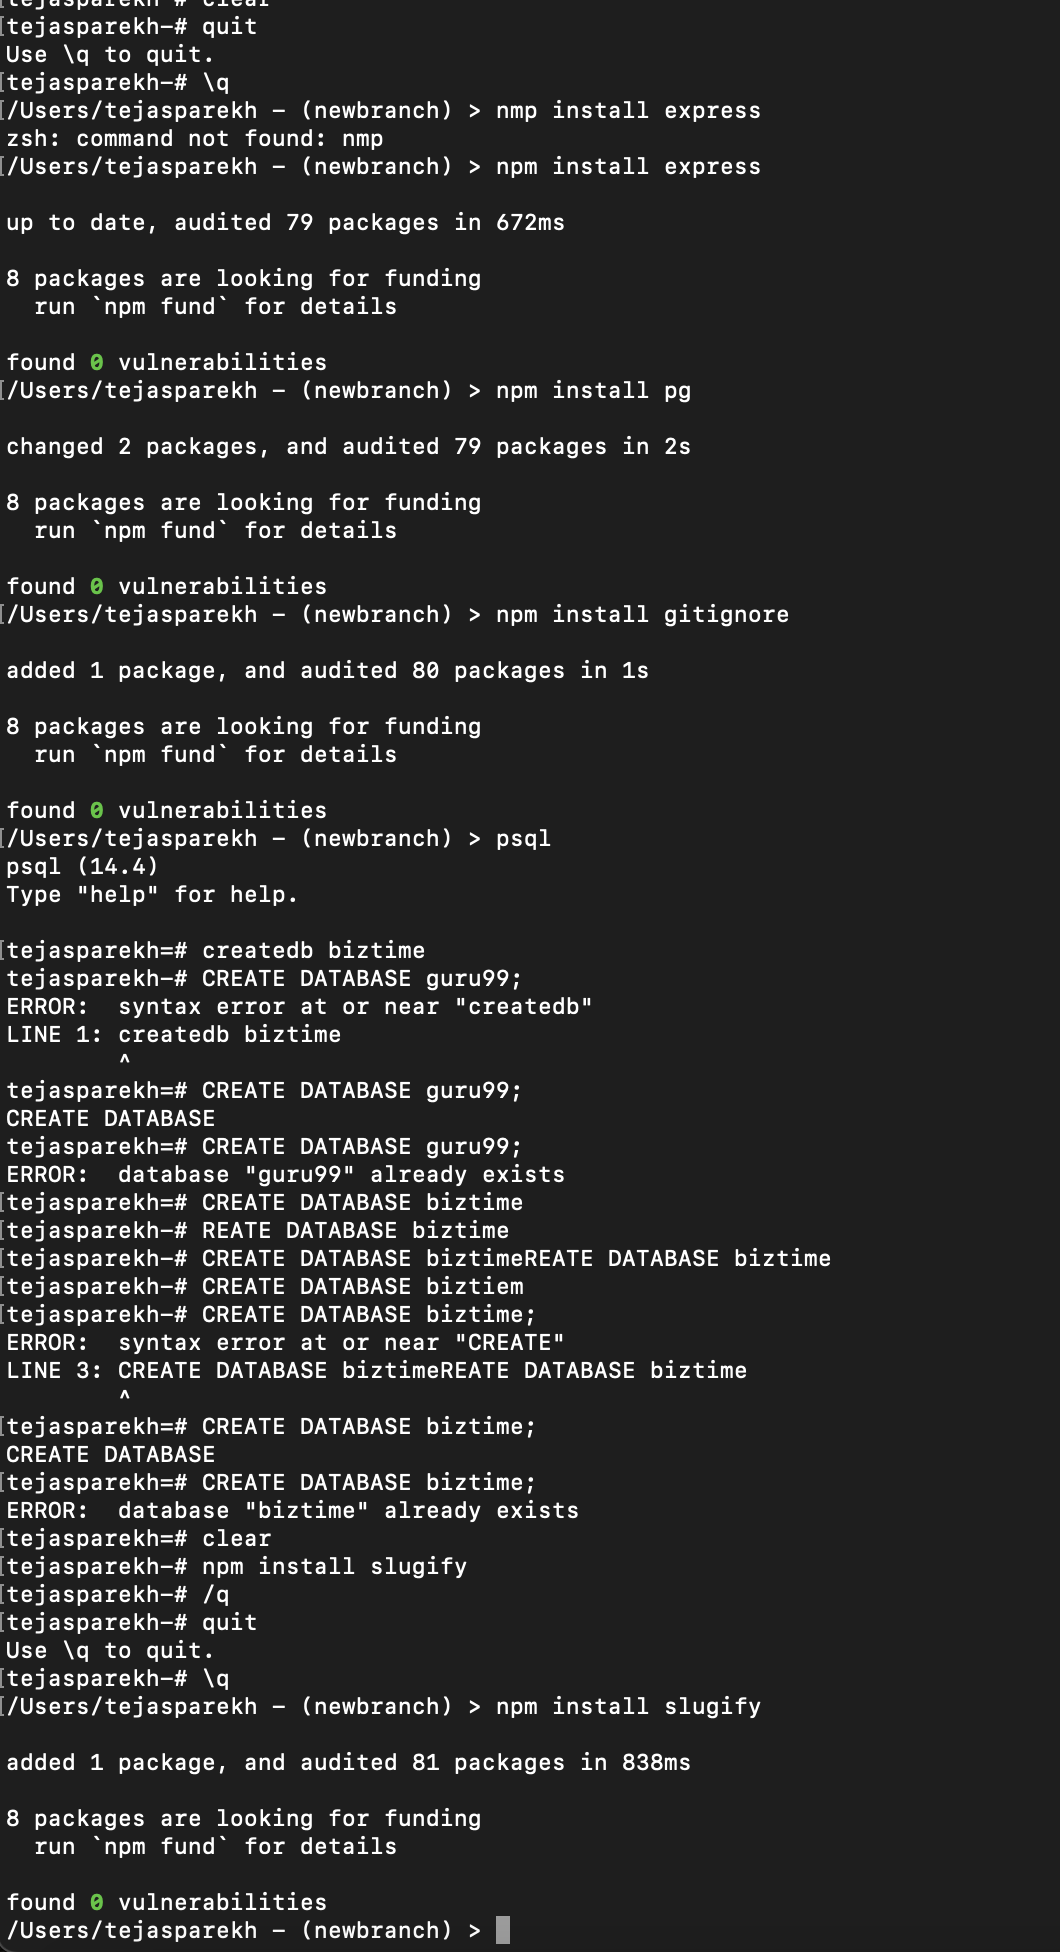 tejasparekh-# clear
tejasparekh-# quit
Use \q to quit.
tejasparekh-# \q
/Users/tejasparekh - (newbranch) > nmp install express
zsh: command not found: nmp
/Users/tejasparekh - (newbranch) > npm install express
up to date, audited 79 packages in 672ms
8 packages are looking for funding
  run `npm fund` for details
found 0 vulnerabilities
/Users/tejasparekh - (newbranch) > npm install pg
changed 2 packages, and audited 79 packages in 2s
8 packages are looking for funding
  run `npm fund` for details
found 0 vulnerabilities
/Users/tejasparekh - (newbranch) > npm install gitignore
added 1 package, and audited 80 packages in 1s
8 packages are looking for funding
  run `npm fund` for details
found 0 vulnerabilities
/Users/tejasparekh - (newbranch) > psql
psql (14.4)
Type "help" for help.
tejasparekh=# createdb biztime
tejasparekh-# CREATE DATABASE guru99;
ERROR:  syntax error at or near "createdb"
LINE 1: createdb biztime
        ^
tejasparekh=# CREATE DATABASE guru99;
CREATE DATABASE
tejasparekh=# CREATE DATABASE guru99;
ERROR:  database "guru99" already exists
tejasparekh=# CREATE DATABASE biztime
tejasparekh-# REATE DATABASE biztime
tejasparekh-# CREATE DATABASE biztimeREATE DATABASE biztime
tejasparekh-# CREATE DATABASE biztiem
tejasparekh-# CREATE DATABASE biztime;
ERROR:  syntax error at or near "CREATE"
LINE 3: CREATE DATABASE biztimeREATE DATABASE biztime
        ^
tejasparekh=# CREATE DATABASE biztime;
CREATE DATABASE
tejasparekh=# CREATE DATABASE biztime;
ERROR:  database "biztime" already exists
tejasparekh=# clear
tejasparekh-# npm install slugify
tejasparekh-# /q
tejasparekh-# quit
Use \q to quit.
tejasparekh-# \q
/Users/tejasparekh - (newbranch) > npm install slugify
added 1 package, and audited 81 packages in 838ms
8 packages are looking for funding
  run `npm fund` for details
found 0 vulnerabilities
/Users/tejasparekh - (newbranch) >